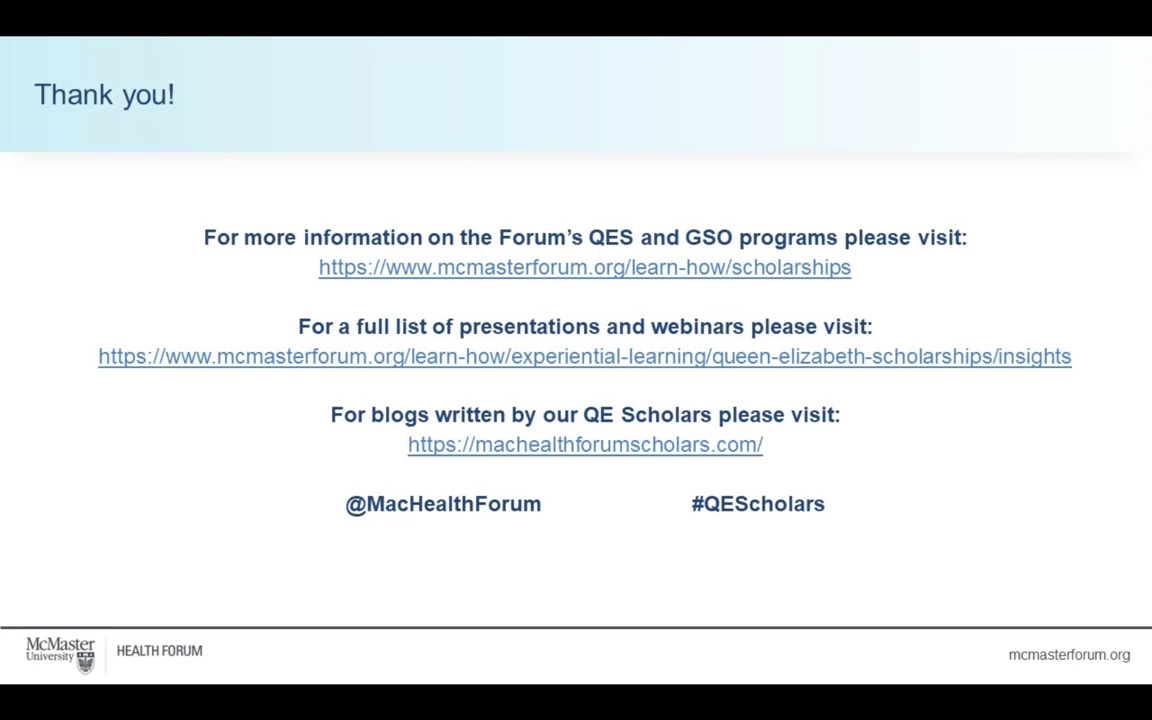 Thank you!
For more information on the Forum's QES and GSO programs please visit:
https://www.mcmasterforum.org/learn-how/scholarships
For a full list of presentations and webinars please visit:
https://www.mcmasterforum.org/learn-how/experiential-learning/queen-elizabeth-scholarships/insights
For blogs written by our QE Scholars please visit:
https://machealthforumscholars.com/
@MacHealthForum #QEScholars
McMaster
University
HEALTH FORUM
mcmasterforum.org